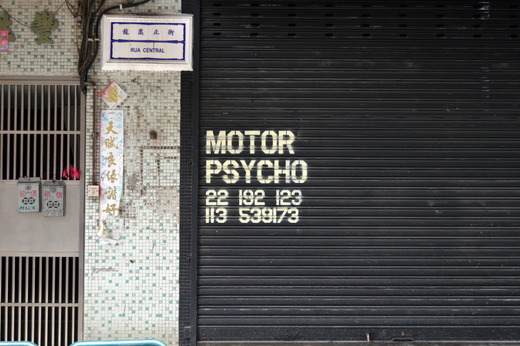 龍嵩正街
RUA CENTRAL
MOTOR
PSYCHO
22 192 123
113 539173